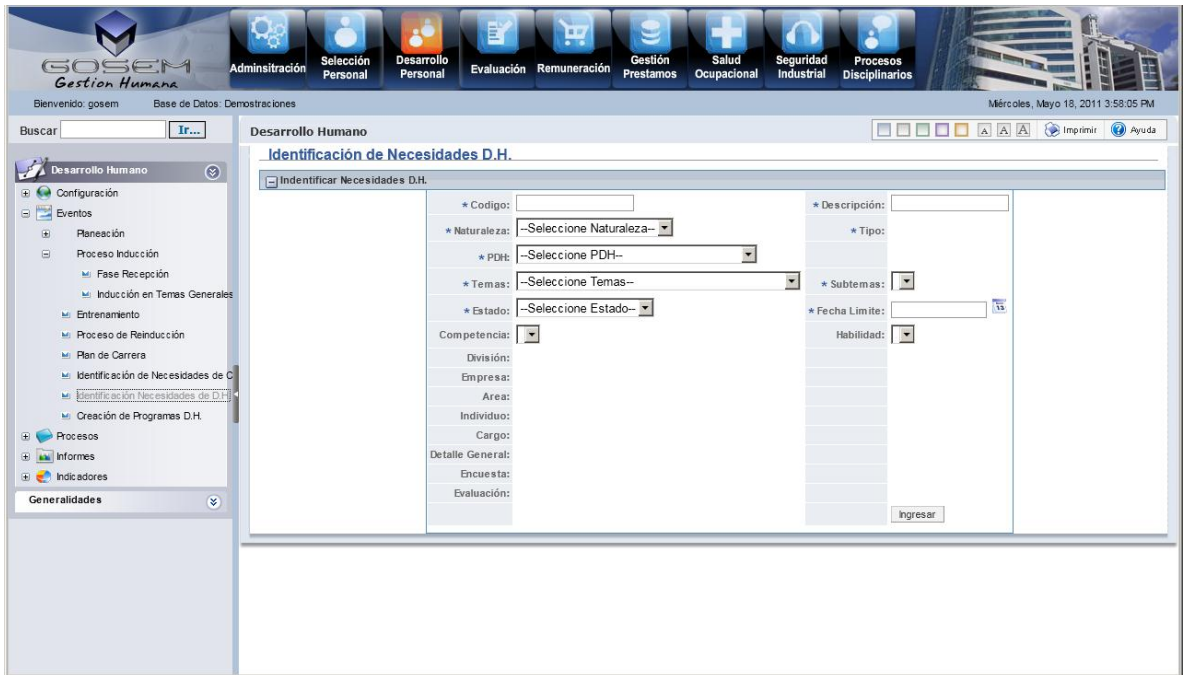 GOSEM
Gestion Humana
Adminsitración
Selección
Personal
Desarrollo
Personal
Evaluación
Remuneración
Gestión
Prestamos
Salud
Ocupacional
Seguridad
Industrial
Procesos
Disciplinarios
Bienvenido: gosem Base de Datos: Demostraciones Miércoles, Mayo 18, 2011 3:58:05 PM
Buscar Ir...
Desarrollo Humano
Configuración
Eventos
Planeación
Proceso Inducción
Fase Recepción
Inducción en Temas Generales
Entrenamiento
Proceso de Reinducción
Plan de Carrera
Identificación de Necesidades de C
Identificación Necesidades de D.H.
Creación de Programas D.H.
Procesos
Informes
Indicadores
Generalidades
Desarrollo Humano A A A Imprimir Ayuda
Identificación de Necesidades D.H.
Indentificar Necesidades D.H.
* Codigo: * Descripción:
* Naturaleza: --Seleccione Naturaleza-- * Tipo:
* PDH: --Seleccione PDH--
* Temas: --Seleccione Temas-- * Subtemas:
* Estado: --Seleccione Estado-- * Fecha Limite:
Competencia: Habilidad:
División:
Empresa:
Area:
Individuo:
Cargo:
Detalle General:
Encuesta:
Evaluación:
Ingresar